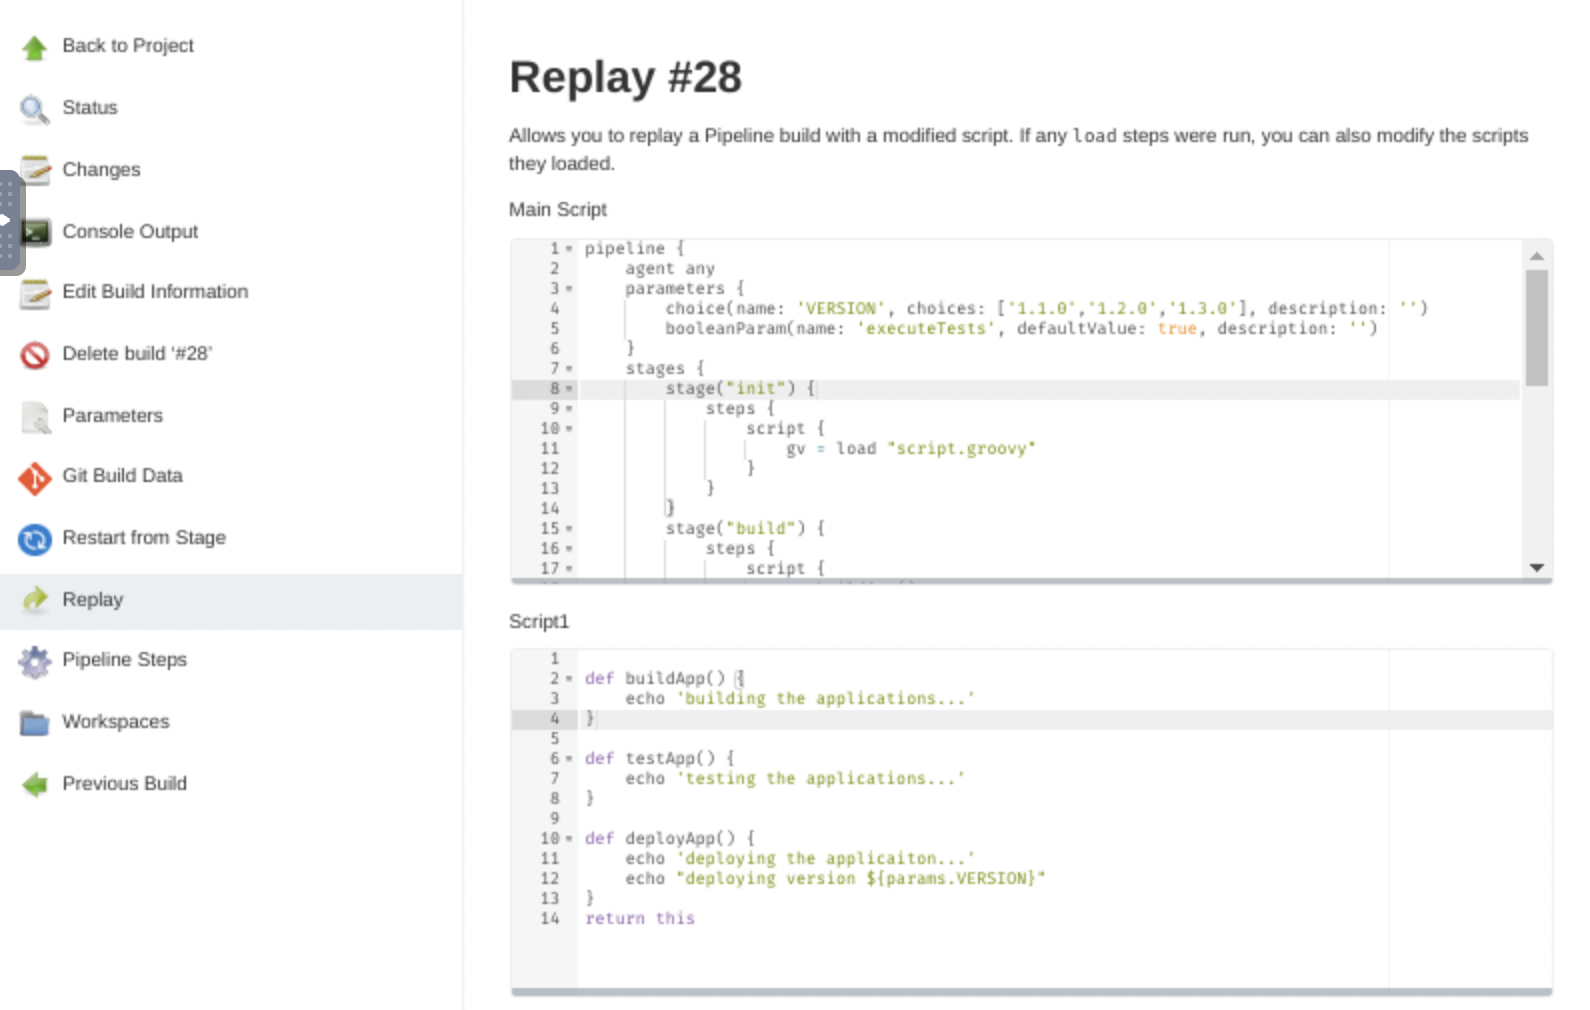 Back to Project
Status
Changes
Console Output
Edit Build Information
Delete build '#28'
Parameters
Git Build Data
Restart from Stage
Replay
Pipeline Steps
Workspaces
Previous Build
Replay #28
Allows you to replay a Pipeline build with a modified script. If any load steps were run, you can also modify the scripts
they loaded.
Main Script
1 pipeline {
2     agent any
3     parameters {
4         choice(name: 'VERSION', choices: ['1.1.0','1.2.0','1.3.0'], description: '')
5         booleanParam(name: 'executeTests', defaultValue: true, description: '')
6     }
7     stages {
8         stage("init") {
9             steps {
10                 script {
11                     gv = load "script.groovy"
12                 }
13             }
14         }
15         stage("build") {
16             steps {
17                 script {
Script1
1
2 def buildApp() {
3     echo 'building the applications...'
4 }
5
6 def testApp() {
7     echo 'testing the applications...'
8 }
9
10 def deployApp() {
11     echo 'deploying the applicaiton...'
12     echo "deploying version ${params.VERSION}"
13 }
14 return this